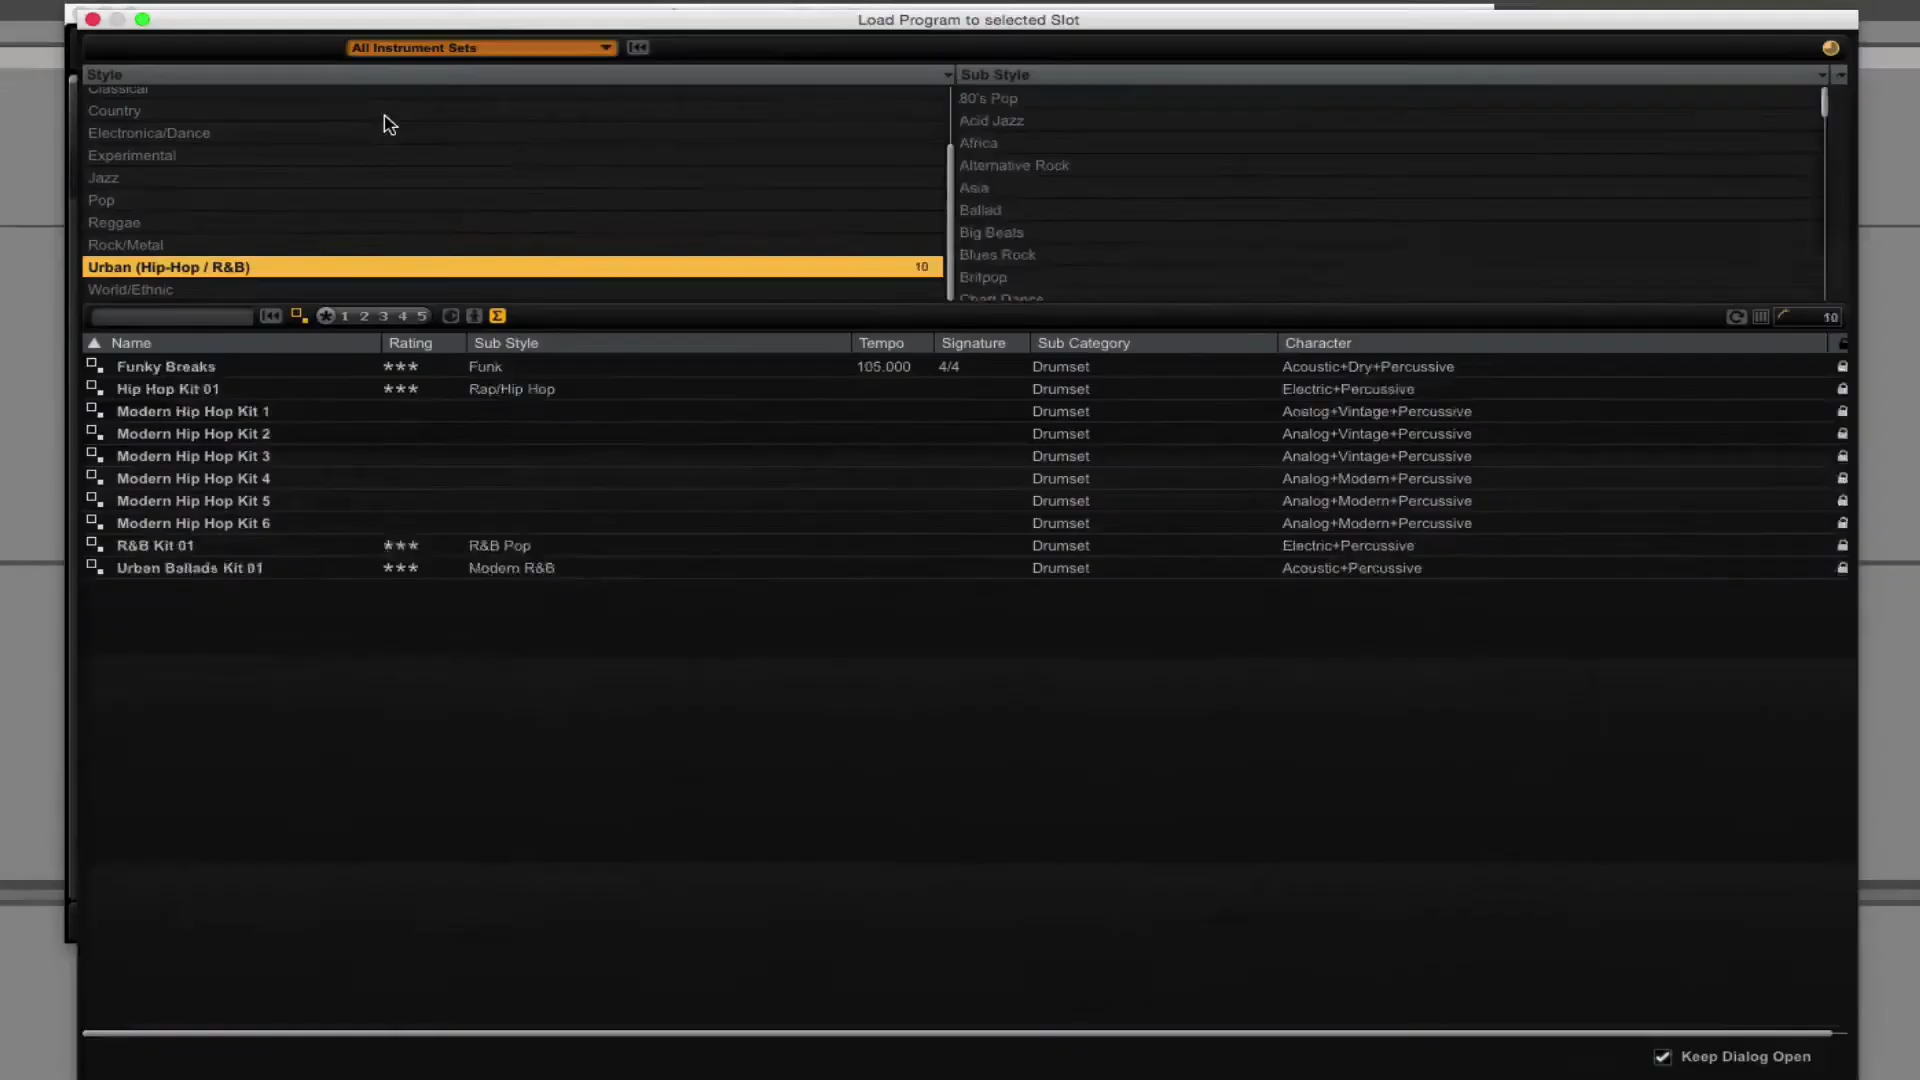 Load Program to selected Slot
All Instrument Sets
Style
Sub Style
Classical
Country
Electronica/Dance
Experimental
Jazz
Pop
Reggae
Rock/Metal
Urban (Hip-Hop / R&B) 10
World/Ethnic
80's Pop
Acid Jazz
Africa
Alternative Rock
Asia
Ballad
Big Beats
Blues Rock
Britpop
Chart Dance
1 2 3 4 5
10
Name Rating Sub Style Tempo Signature Sub Category Character
Funky Breaks *** Funk 105.000 4/4 Drumset Acoustic+Dry+Percussive
Hip Hop Kit 01 *** Rap/Hip Hop Drumset Electric+Percussive
Modern Hip Hop Kit 1 Drumset Analog+Vintage+Percussive
Modern Hip Hop Kit 2 Drumset Analog+Vintage+Percussive
Modern Hip Hop Kit 3 Drumset Analog+Vintage+Percussive
Modern Hip Hop Kit 4 Drumset Analog+Modern+Percussive
Modern Hip Hop Kit 5 Drumset Analog+Modern+Percussive
Modern Hip Hop Kit 6 Drumset Analog+Modern+Percussive
R&B Kit 01 *** R&B Pop Drumset Electric+Percussive
Urban Ballads Kit 01 *** Modern R&B Drumset Acoustic+Percussive
Keep Dialog Open